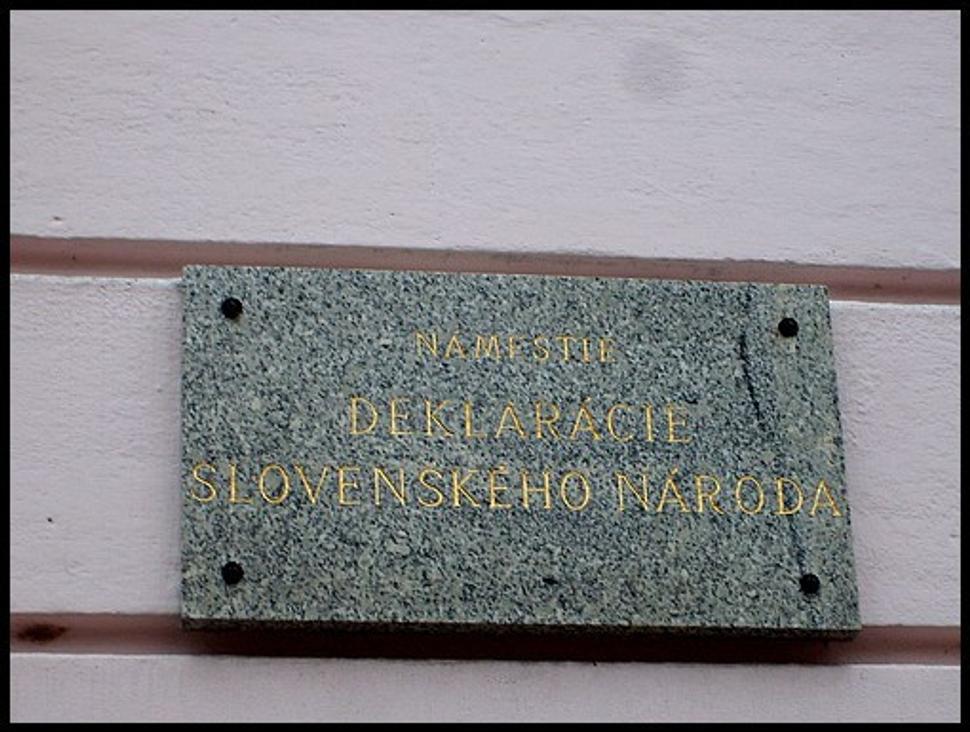 NÁMESTIE
DEKLARÁCIE
SLOVENSKÉHO NÁRODA